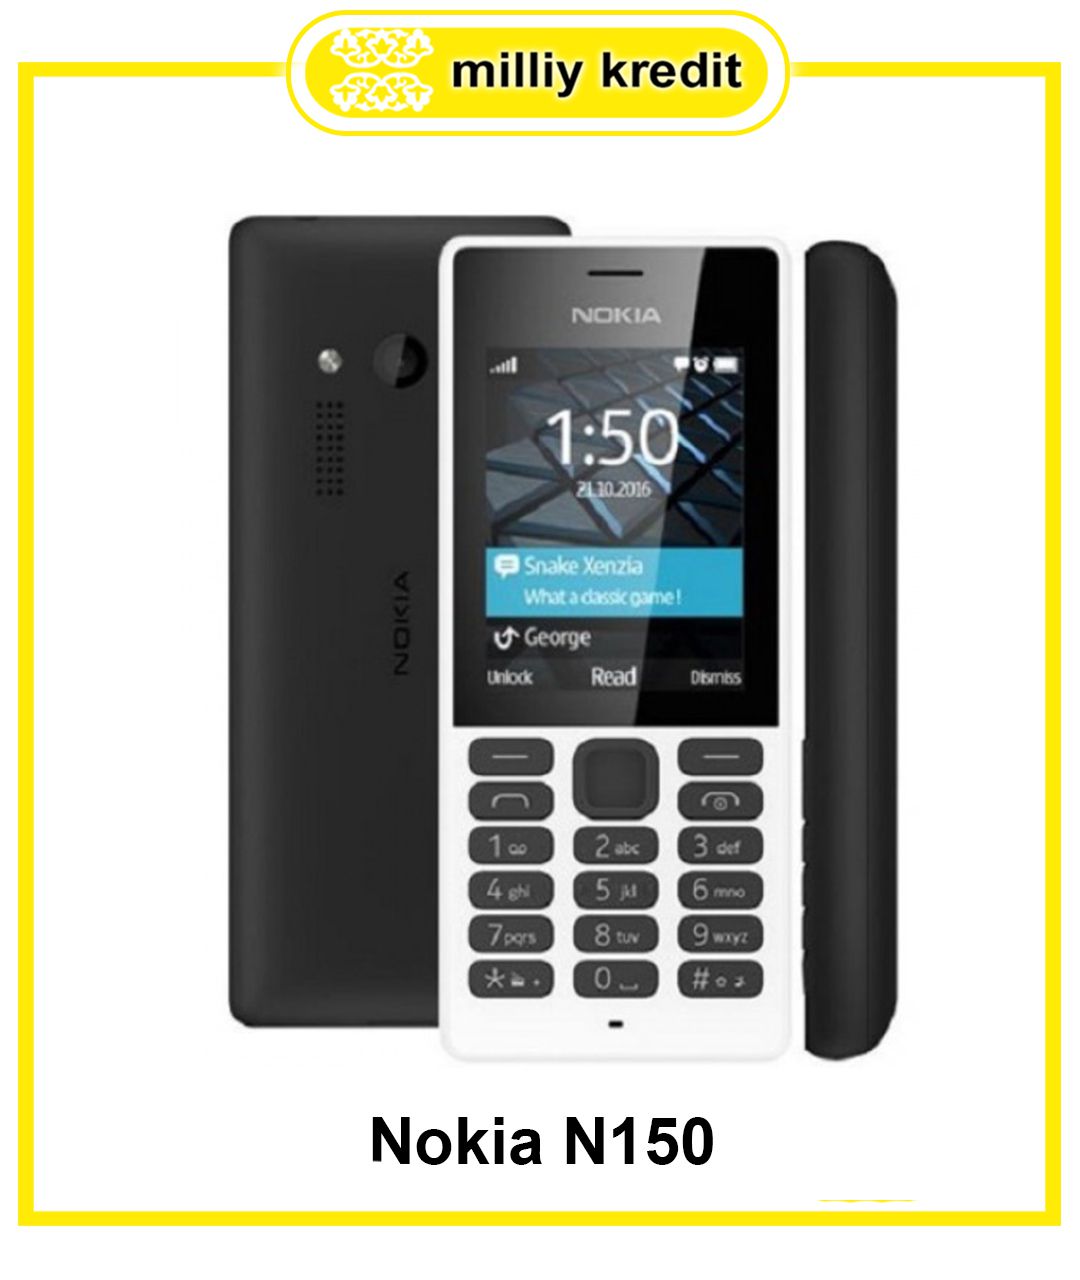 milliy kredit
NOKIA
1:50
21.10.2016
Snake Xenzia
What a classic game!
George
Unlock Read Dismiss
NOKIA
1 2 abc 3 def
4 ghi 5 jkl 6 mno
7 pqrs 8 tuv 9 wxyz
* + 0 #
Nokia N150